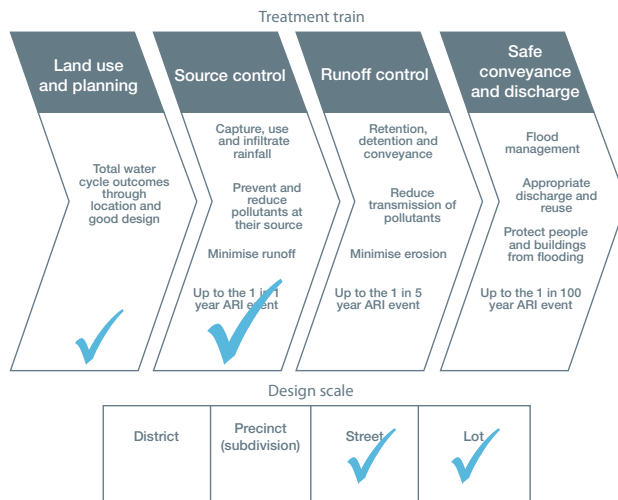 Treatment train
Land use
and planning
Total water
cycle outcomes
through
location and
good design
Source control
Capture, use
and infiltrate
rainfall
Prevent and
reduce
pollutants at
their source
Minimise runoff
Up to the 1 in 1
year ARI event
Runoff control
Retention,
detention and
conveyance
Reduce
transmission of
pollutants
Minimise erosion
Up to the 1 in 5
year ARI event
Safe
conveyance
and discharge
Flood
management
Appropriate
discharge and
reuse
Protect people
and buildings
from flooding
Up to the 1 in 100
year ARI event
Design scale
District
Precinct
(subdivision)
Street
Lot